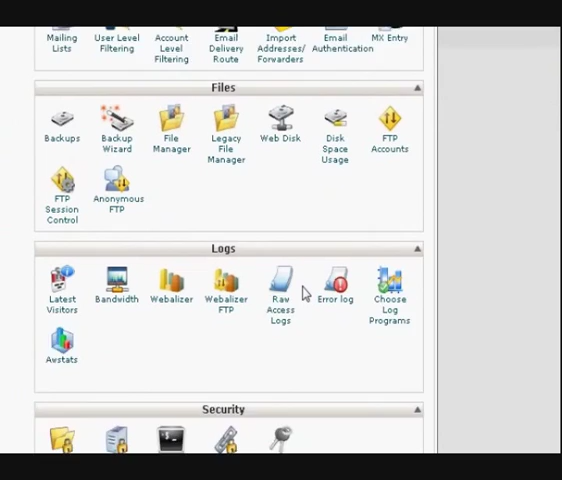 Mailing
Lists
User Level
Filtering
Account
Level
Filtering
Email
Delivery
Route
Import
Addresses/
Forwarders
Email
Authentication
MX Entry
Files
Backups
Backup
Wizard
File
Manager
Legacy
File
Manager
Web Disk
Disk
Space
Usage
FTP
Accounts
FTP
Session
Control
Anonymous
FTP
Logs
Latest
Visitors
Bandwidth
Webalizer
Webalizer
FTP
Raw
Access
Logs
Error log
Choose
Log
Programs
Awstats
Security